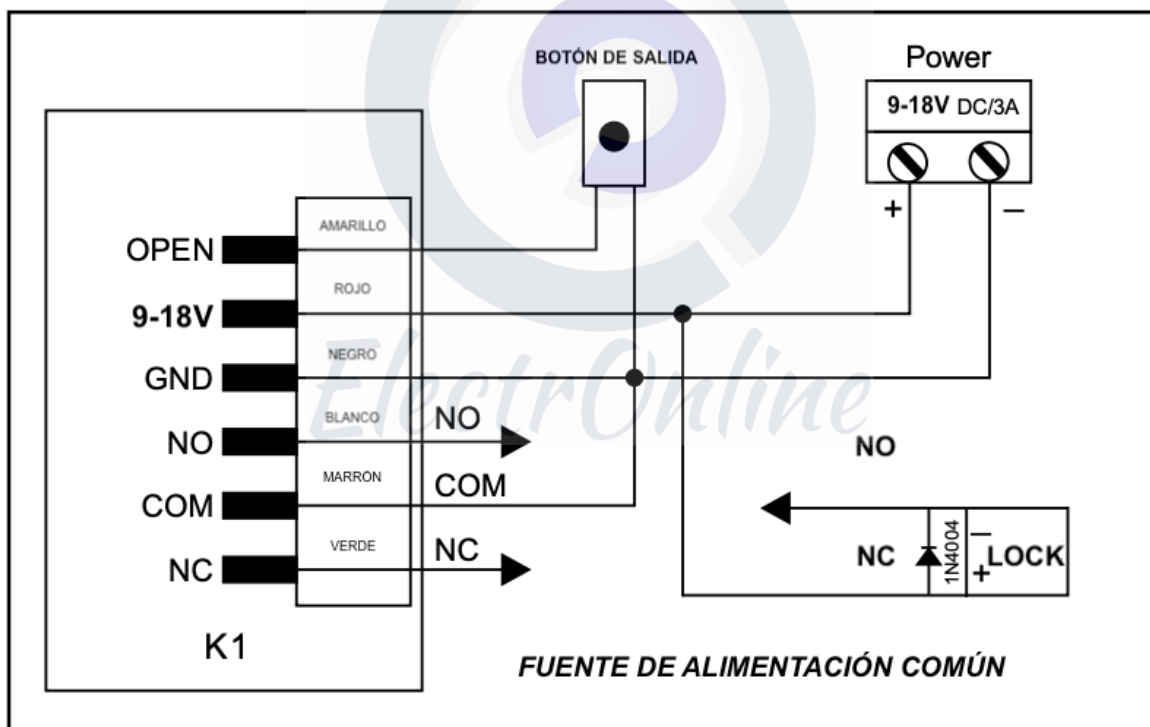 BOTÓN DE SALIDA
Power
9-18V DC/3A
+ –
OPEN AMARILLO
9-18V ROJO
GND NEGRO
NO BLANCO NO
COM MARRÓN COM
NC VERDE NC
K1
ElectrOnline
NO
NC 1N4004 – + LOCK
FUENTE DE ALIMENTACIÓN COMÚN